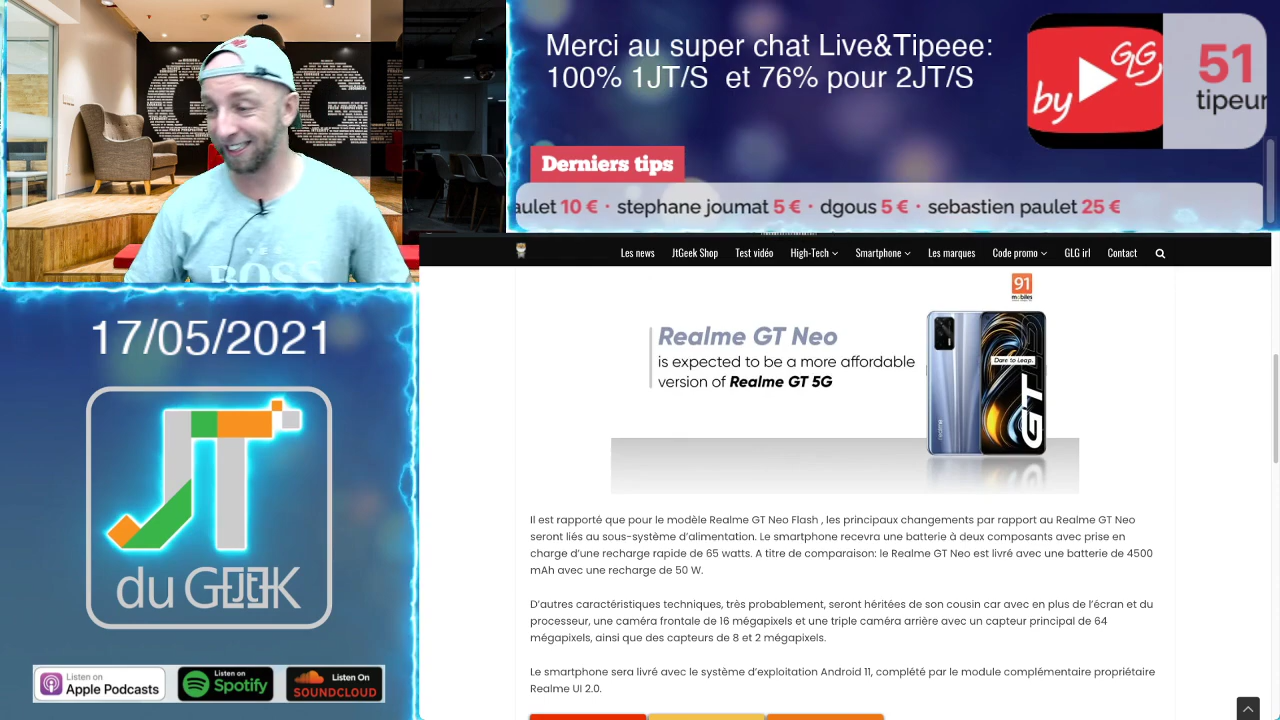 Merci au super chat Live&Tipeee:
100% 1JT/S et 75% pour 2JT/S
by GLG
51
tipeur
Derniers tips
aulet 10 € · stephane joumat 5 € · dgous 5 € · sebastien paulet 25 €
Les news JtGeek Shop Test vidéo High-Tech Smartphone Les marques Code promo GLG irl Contact
BOSS
17/05/2021
JT
du GEEK
Listen on
Apple Podcasts
Listen on
Spotify
Listen On
SOUNDCLOUD
91
mobiles
Realme GT Neo
is expected to be a more affordable
version of Realme GT 5G
Dare to Leap.
GT
realme
Il est rapporté que pour le modèle Realme GT Neo Flash , les principaux changements par rapport au Realme GT Neo
seront liés au sous-système d'alimentation. Le smartphone recevra une batterie à deux composants avec prise en
charge d'une recharge rapide de 65 watts. A titre de comparaison: le Realme GT Neo est livré avec une batterie de 4500
mAh avec une recharge de 50 W.
D'autres caractéristiques techniques, très probablement, seront héritées de son cousin car avec en plus de l'écran et du
processeur, une caméra frontale de 16 mégapixels et une triple caméra arrière avec un capteur principal de 64
mégapixels, ainsi que des capteurs de 8 et 2 mégapixels.
Le smartphone sera livré avec le système d'exploitation Android 11, complété par le module complémentaire propriétaire
Realme UI 2.0.